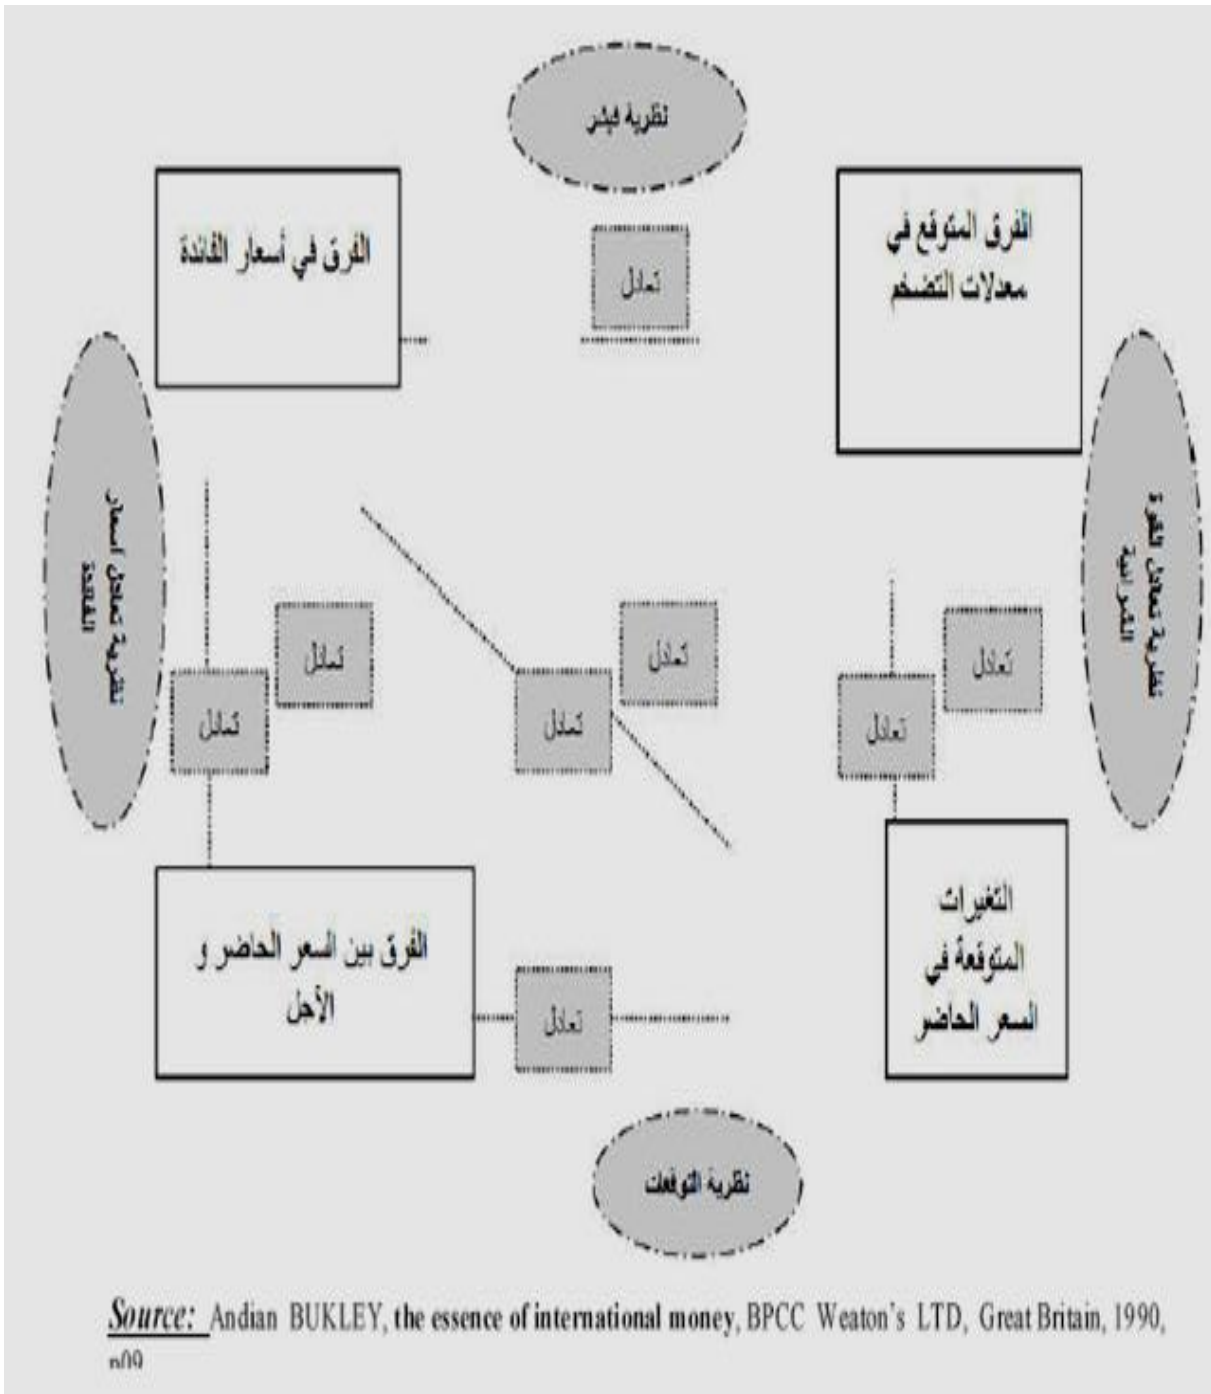 نظرية فيشر
الفرق المتوقع في
معدلات التضخم
الفرق في أسعار الفائدة
تعادل
نظرية تعادل القوة
الشرائية
نظرية تعادل أسعار
الفائدة
تعادل
تعادل
تعادل
تعادل
تعادل
تعادل
التغيرات
المتوقعة في
السعر الحاضر
الفرق بين السعر الحاضر و
الأجل
تعادل
نظرية التوقعات
Source: Andian BUKLEY, the essence of international money, BPCC Weaton's LTD, Great Britain, 1990,
p09